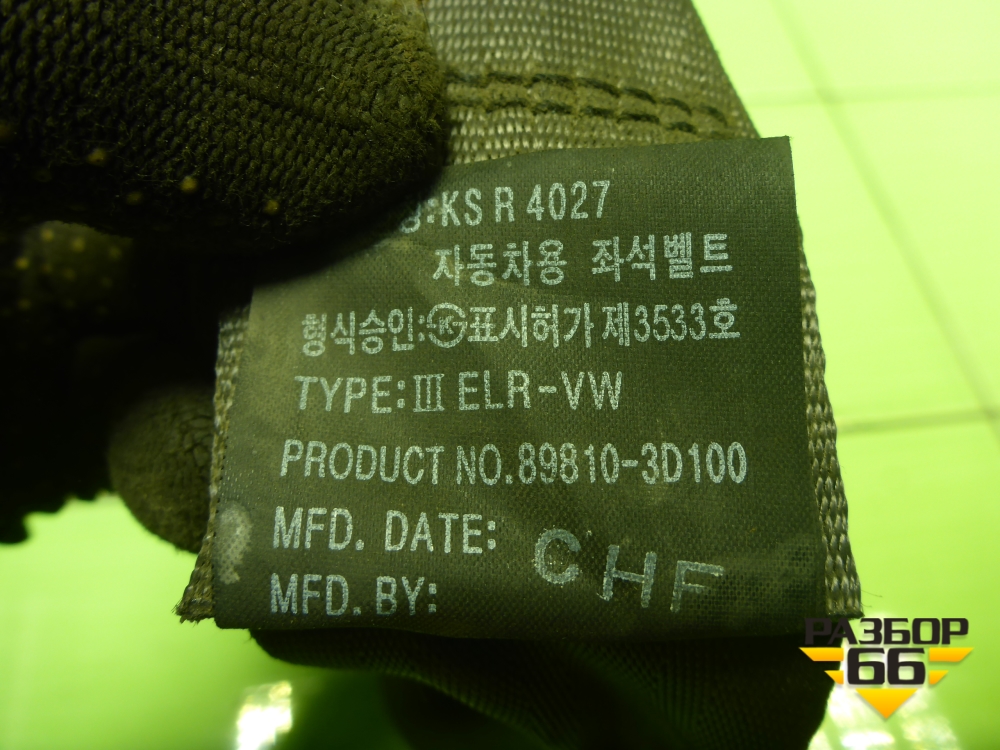 :KS R 4027
자동차용 좌석벨트
형식승인:KG표시허가 제3533호
TYPE:Ⅲ ELR-VW
PRODUCT NO.89810-3D100
MFD. DATE:
CHF
MFD. BY:
РАЗБОР
66